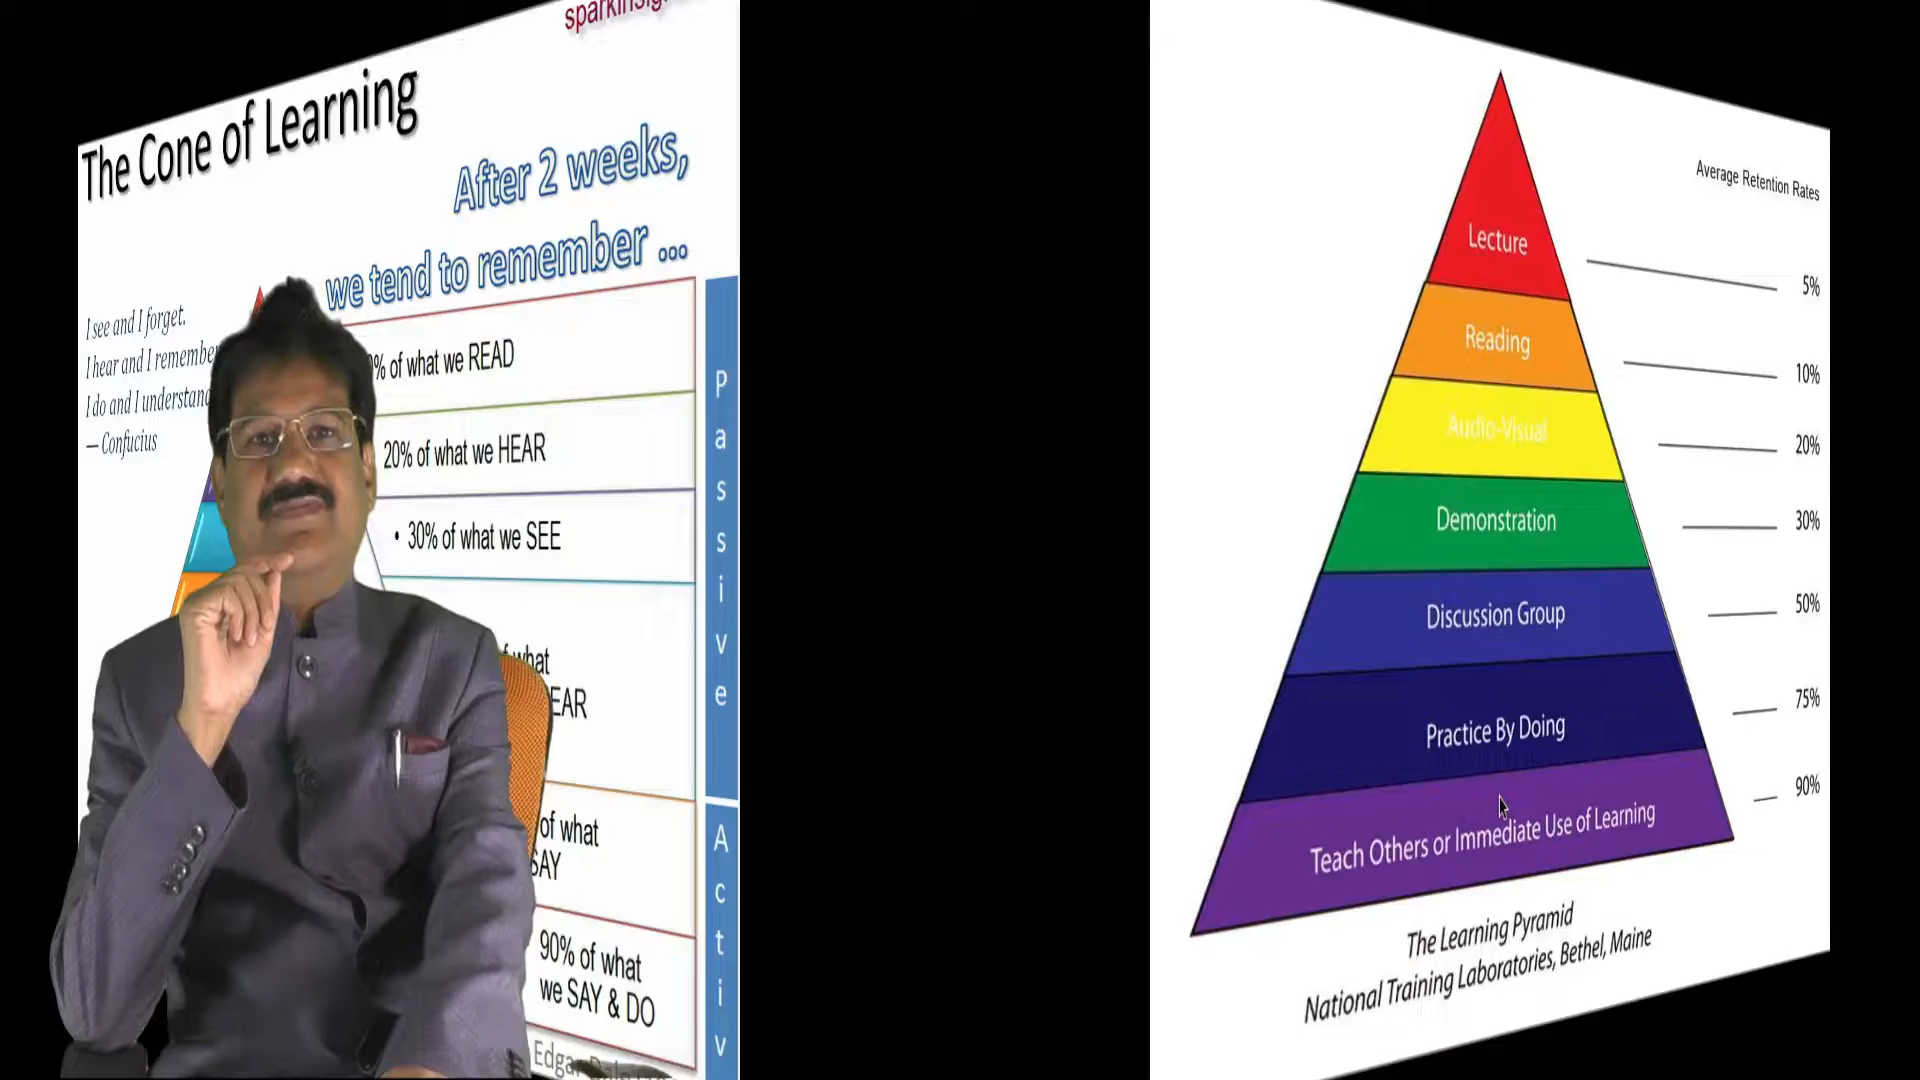 The Cone of Learning
After 2 weeks,
we tend to remember ...
I see and I forget.
I hear and I remember
I do and I understand
— Confucius
% of what we READ
20% of what we HEAR
• 30% of what we SEE
what
EAR
of what
SAY
90% of what
we SAY & DO
Passive
Activ
Average Retention Rates
Lecture
5%
Reading
10%
Audio-Visual
20%
Demonstration
30%
Discussion Group
50%
Practice By Doing
75%
Teach Others or Immediate Use of Learning
90%
The Learning Pyramid
National Training Laboratories, Bethel, Maine